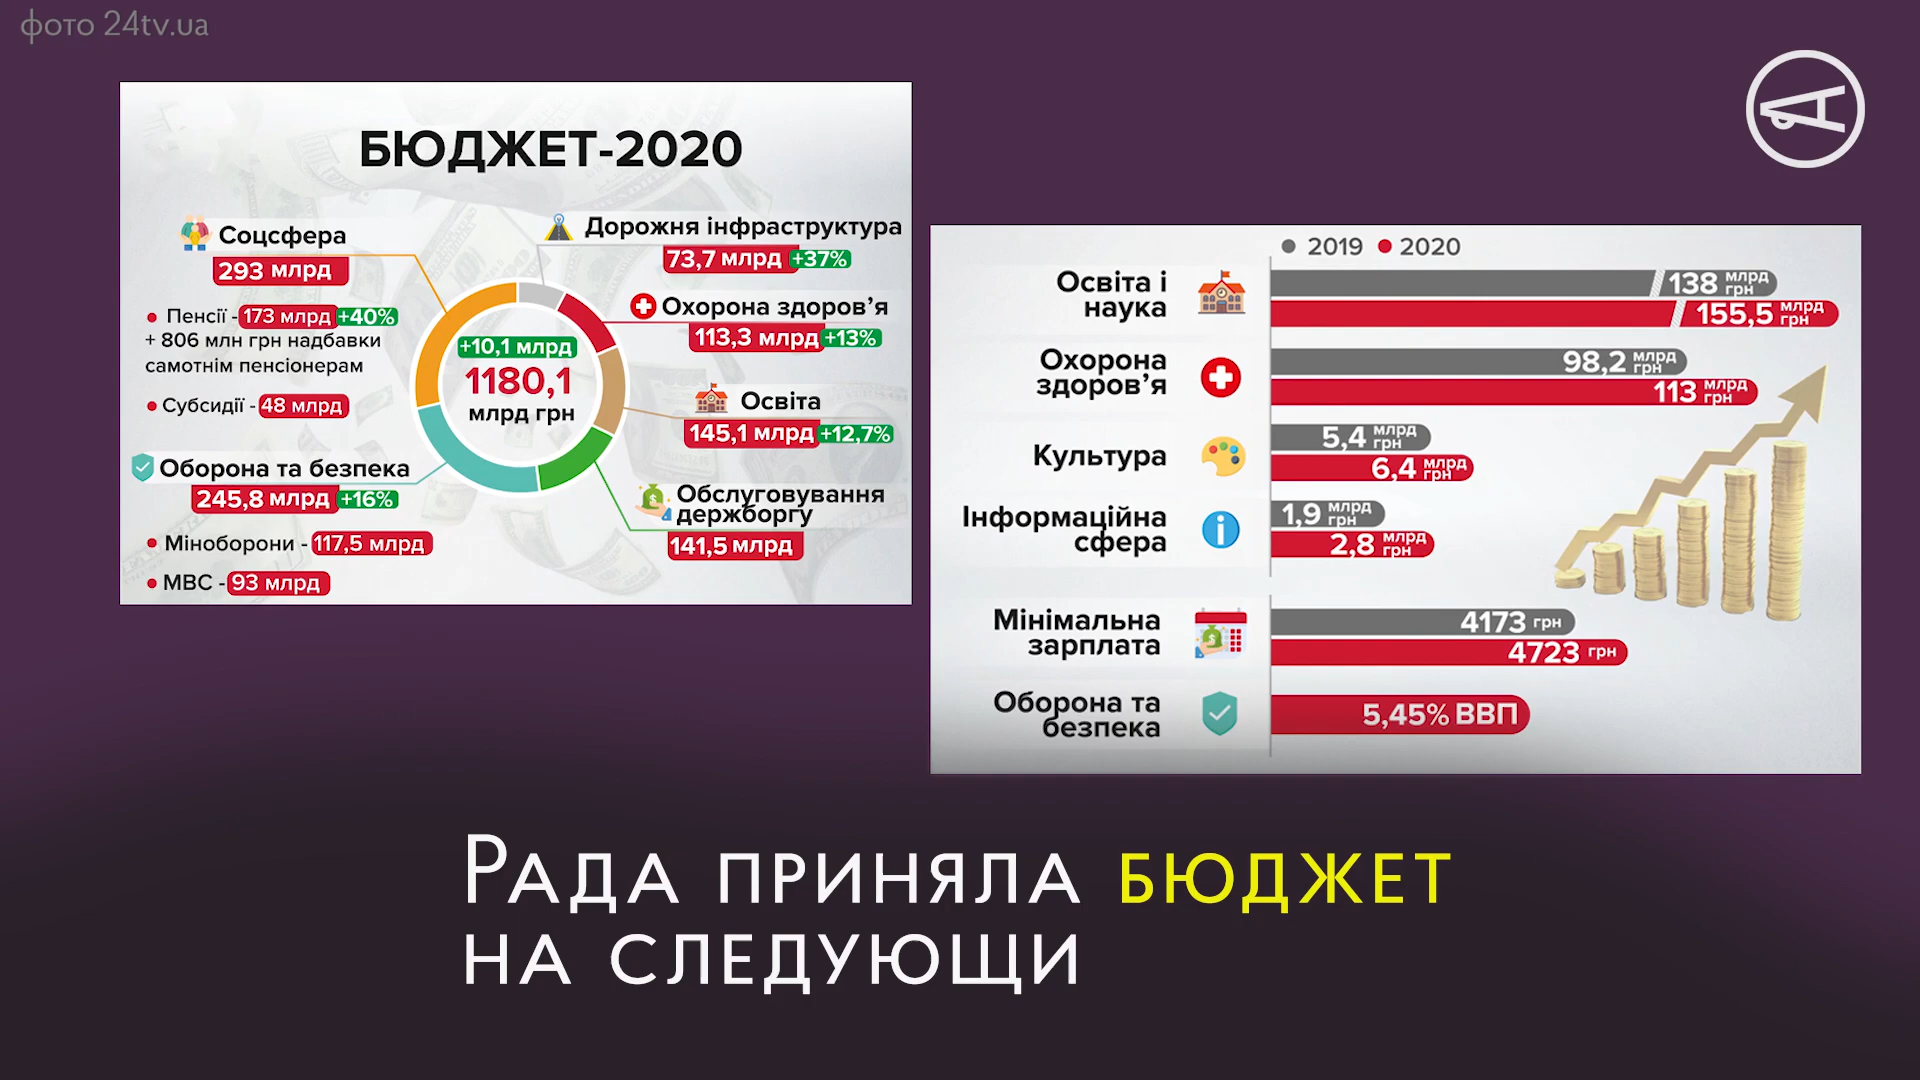 фото 24tv.ua
БЮДЖЕТ-2020
Соцсфера
293 млрд
• Пенсії - 173 млрд +40%
+ 806 млн грн надбавки
самотнім пенсіонерам
• Субсидії - 48 млрд
Оборона та безпека
245,8 млрд +16%
• Міноборони - 117,5 млрд
• МВС - 93 млрд
+10,1 млрд
1180,1
млрд грн
Дорожня інфраструктура
73,7 млрд +37%
Охорона здоров’я
113,3 млрд +13%
Освіта
145,1 млрд +12,7%
Обслуговування
держборгу
141,5 млрд
2019 2020
Освіта і
наука
138 млрд грн
155,5 млрд грн
Охорона
здоров’я
98,2 млрд грн
113 млрд грн
Культура
5,4 млрд грн
6,4 млрд грн
Інформаційна
сфера
1,9 млрд грн
2,8 млрд грн
Мінімальна
зарплата
4173 грн
4723 грн
Оборона та
безпека
5,45% ВВП
Рада приняла бюджет
на следующи